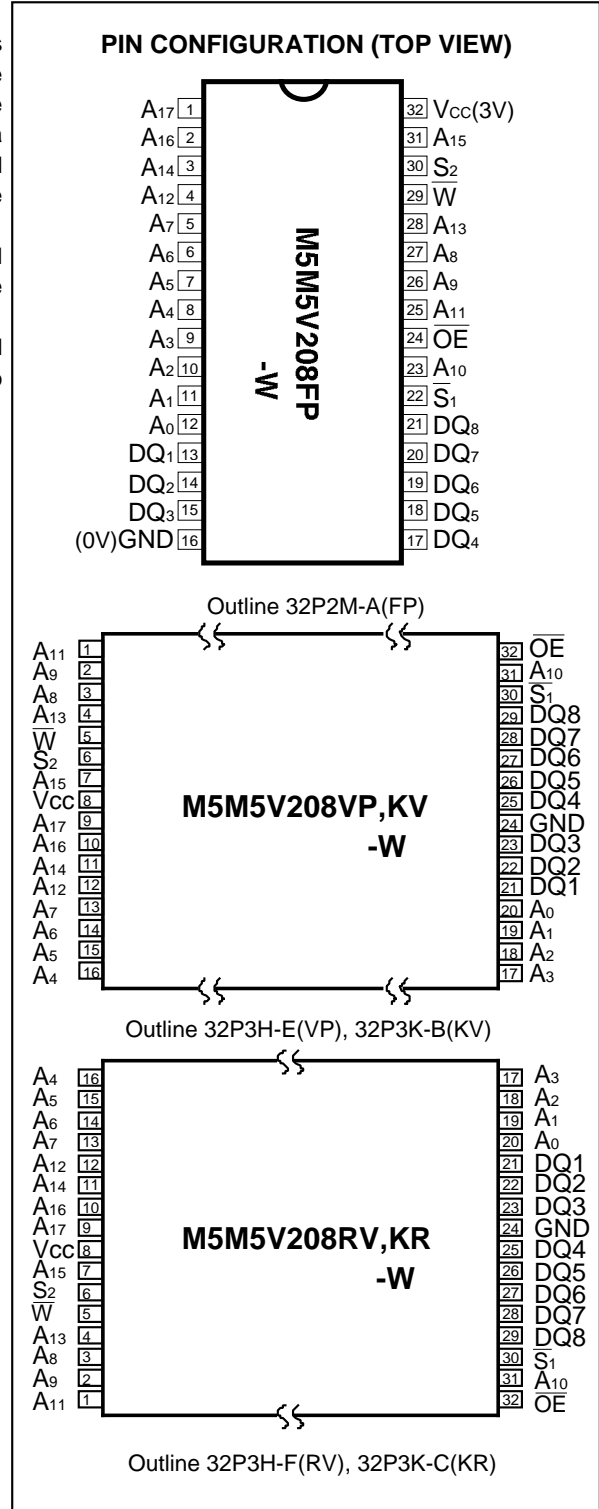 PIN CONFIGURATION (TOP VIEW)
A17 1
A16 2
A14 3
A12 4
A7 5
A6 6
A5 7
A4 8
A3 9
A2 10
A1 11
A0 12
DQ1 13
DQ2 14
DQ3 15
(0V)GND 16
M5M5V208FP
-W
32 VCC(3V)
31 A15
30 S2
29 W̅
28 A13
27 A8
26 A9
25 A11
24 O̅E̅
23 A10
22 S̅1
21 DQ8
20 DQ7
19 DQ6
18 DQ5
17 DQ4
Outline 32P2M-A(FP)
A11 1
A9 2
A8 3
A13 4
W̅ 5
S2 6
A15 7
VCC 8
A17 9
A16 10
A14 11
A12 12
A7 13
A6 14
A5 15
A4 16
M5M5V208VP,KV
-W
32 O̅E̅
31 A10
30 S̅1
29 DQ8
28 DQ7
27 DQ6
26 DQ5
25 DQ4
24 GND
23 DQ3
22 DQ2
21 DQ1
20 A0
19 A1
18 A2
17 A3
Outline 32P3H-E(VP), 32P3K-B(KV)
A4 16
A5 15
A6 14
A7 13
A12 12
A14 11
A16 10
A17 9
VCC 8
A15 7
S2 6
W̅ 5
A13 4
A8 3
A9 2
A11 1
M5M5V208RV,KR
-W
17 A3
18 A2
19 A1
20 A0
21 DQ1
22 DQ2
23 DQ3
24 GND
25 DQ4
26 DQ5
27 DQ6
28 DQ7
29 DQ8
30 S̅1
31 A10
32 O̅E̅
Outline 32P3H-F(RV), 32P3K-C(KR)